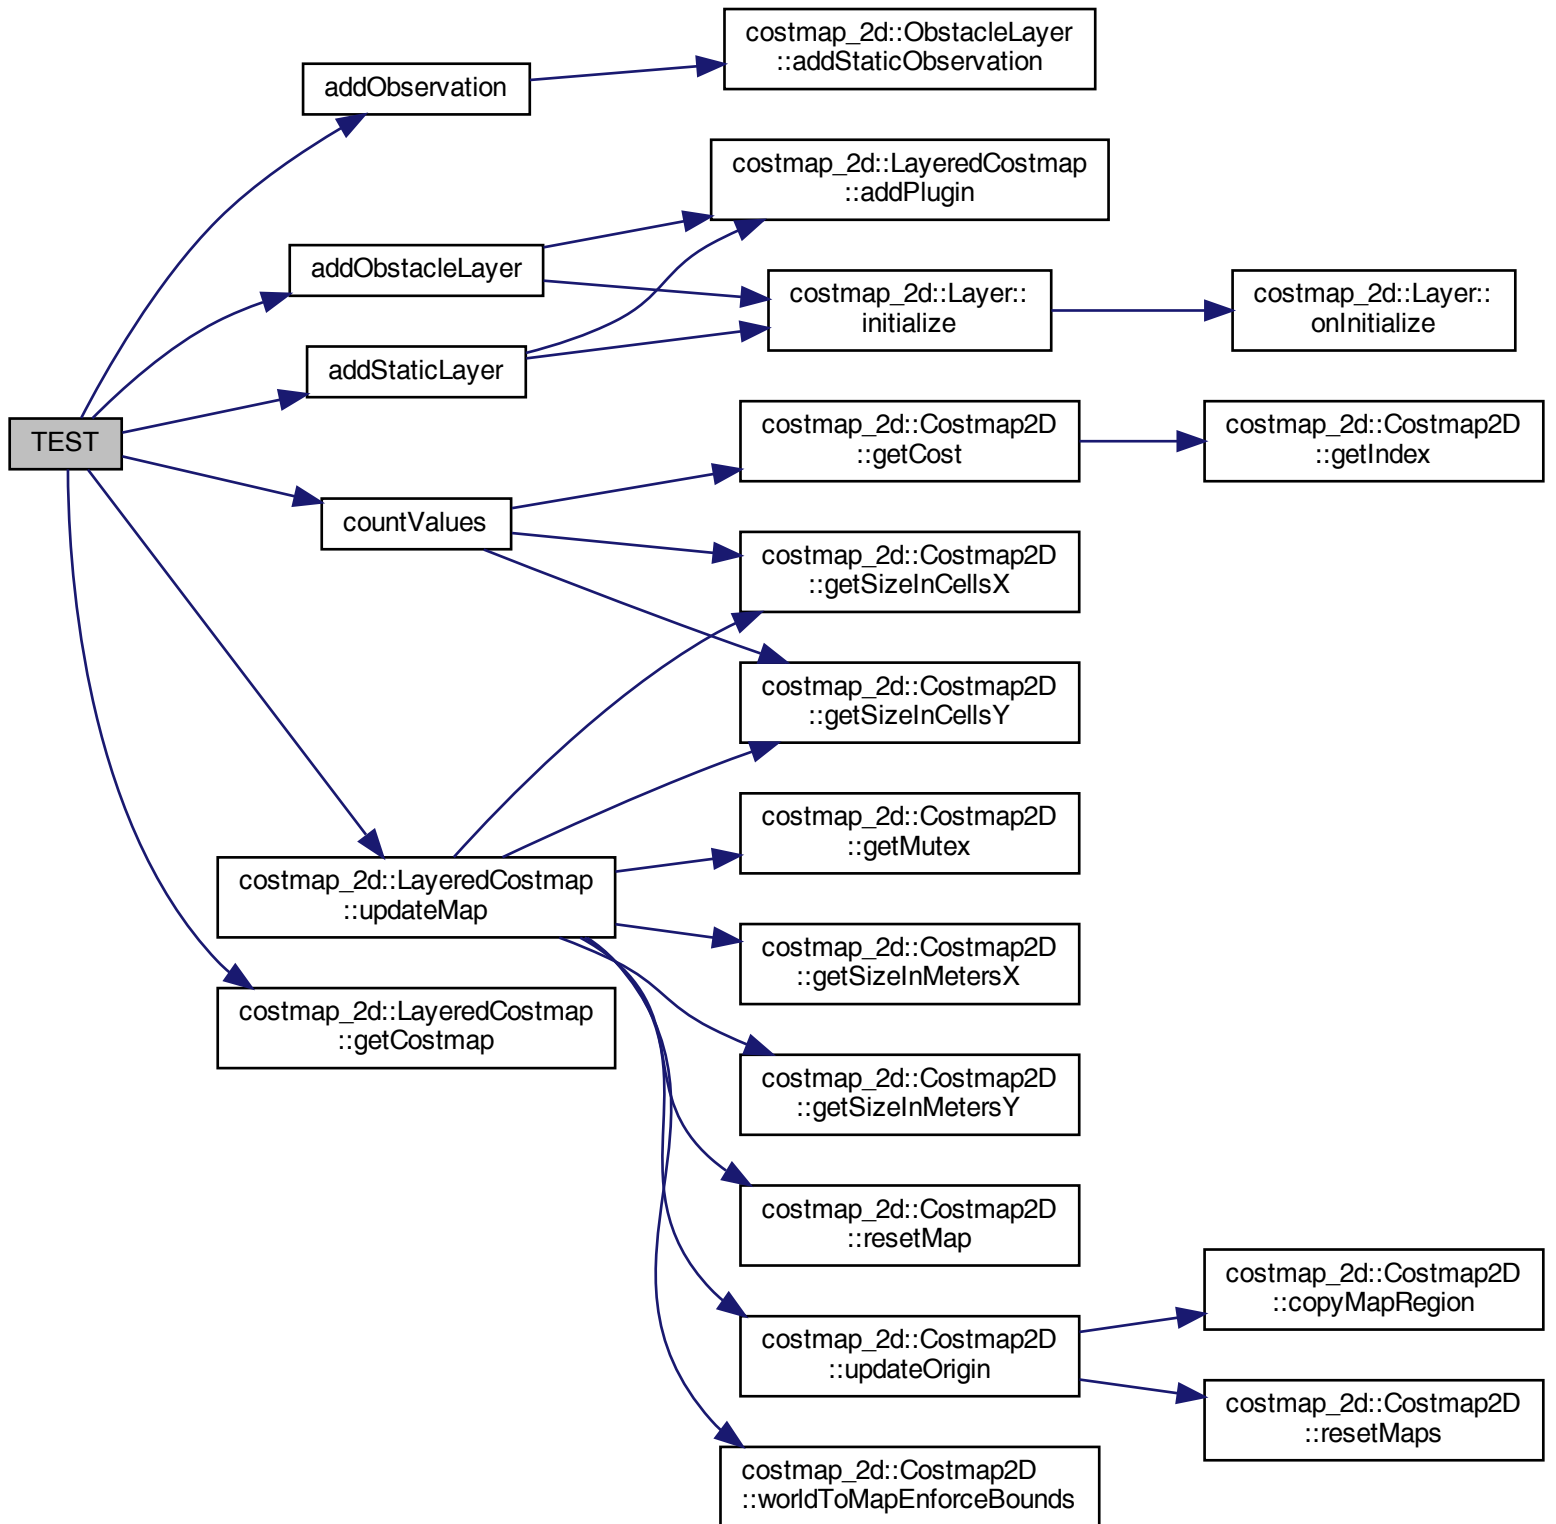 costmap_2d::ObstacleLayer
::addStaticObservation
addObservation
costmap_2d::LayeredCostmap
::addPlugin
addObstacleLayer
costmap_2d::Layer::
initialize
costmap_2d::Layer::
onInitialize
addStaticLayer
TEST
costmap_2d::Costmap2D
::getCost
costmap_2d::Costmap2D
::getIndex
countValues
costmap_2d::Costmap2D
::getSizeInCellsX
costmap_2d::Costmap2D
::getSizeInCellsY
costmap_2d::Costmap2D
::getMutex
costmap_2d::LayeredCostmap
::updateMap
costmap_2d::Costmap2D
::getSizeInMetersX
costmap_2d::LayeredCostmap
::getCostmap
costmap_2d::Costmap2D
::getSizeInMetersY
costmap_2d::Costmap2D
::resetMap
costmap_2d::Costmap2D
::copyMapRegion
costmap_2d::Costmap2D
::updateOrigin
costmap_2d::Costmap2D
::resetMaps
costmap_2d::Costmap2D
::worldToMapEnforceBounds